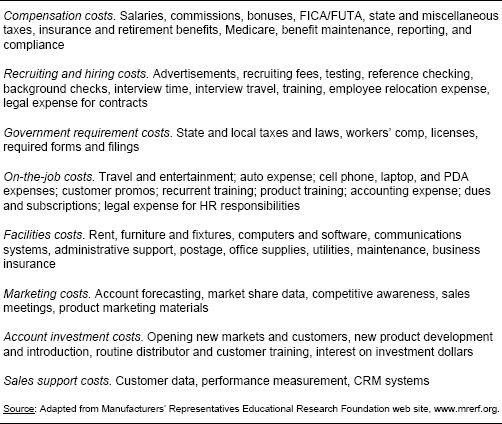 Compensation costs. Salaries, commissions, bonuses, FICA/FUTA, state and miscellaneous
taxes, insurance and retirement benefits, Medicare, benefit maintenance, reporting, and
compliance
Recruiting and hiring costs. Advertisements, recruiting fees, testing, reference checking,
background checks, interview time, interview travel, training, employee relocation expense,
legal expense for contracts
Government requirement costs. State and local taxes and laws, workers' comp, licenses,
required forms and filings
On-the-job costs. Travel and entertainment; auto expense; cell phone, laptop, and PDA
expenses; customer promos; recurrent training; product training; accounting expense; dues
and subscriptions; legal expense for HR responsibilities
Facilities costs. Rent, furniture and fixtures, computers and software, communications
systems, administrative support, postage, office supplies, utilities, maintenance, business
insurance
Marketing costs. Account forecasting, market share data, competitive awareness, sales
meetings, product marketing materials
Account investment costs. Opening new markets and customers, new product development
and introduction, routine distributor and customer training, interest on investment dollars
Sales support costs. Customer data, performance measurement, CRM systems
Source: Adapted from Manufacturers' Representatives Educational Research Foundation web site, www.mrerf.org.